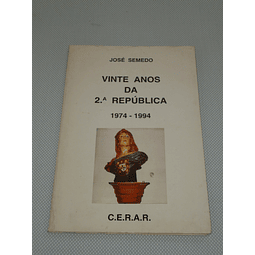 JOSÉ SEMEDO
VINTE ANOS
DA
2.ª REPÚBLICA
1974 - 1994
C.E.R.A.R.